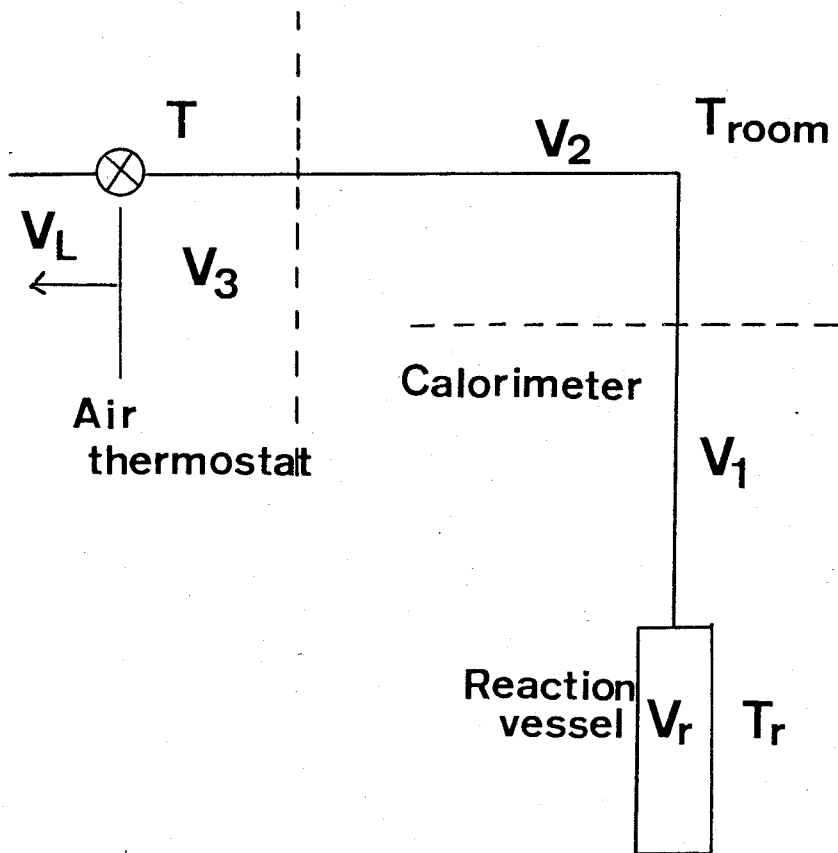 T
V2
Troom
VL
V3
Air
thermostat
Calorimeter
V1
Reaction
vessel
Vr
Tr